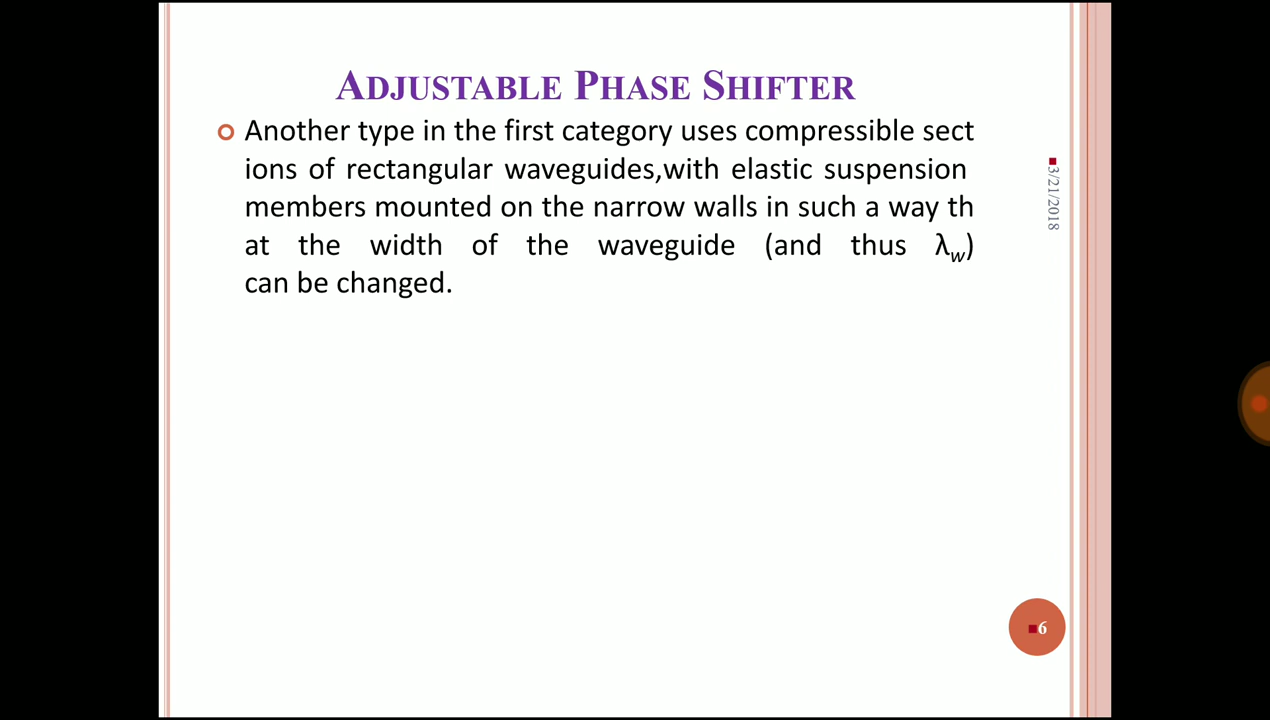 ADJUSTABLE PHASE SHIFTER
Another type in the first category uses compressible sect
ions of rectangular waveguides,with elastic suspension
members mounted on the narrow walls in such a way th
at the width of the waveguide (and thus λw)
can be changed.
3/21/2018
6